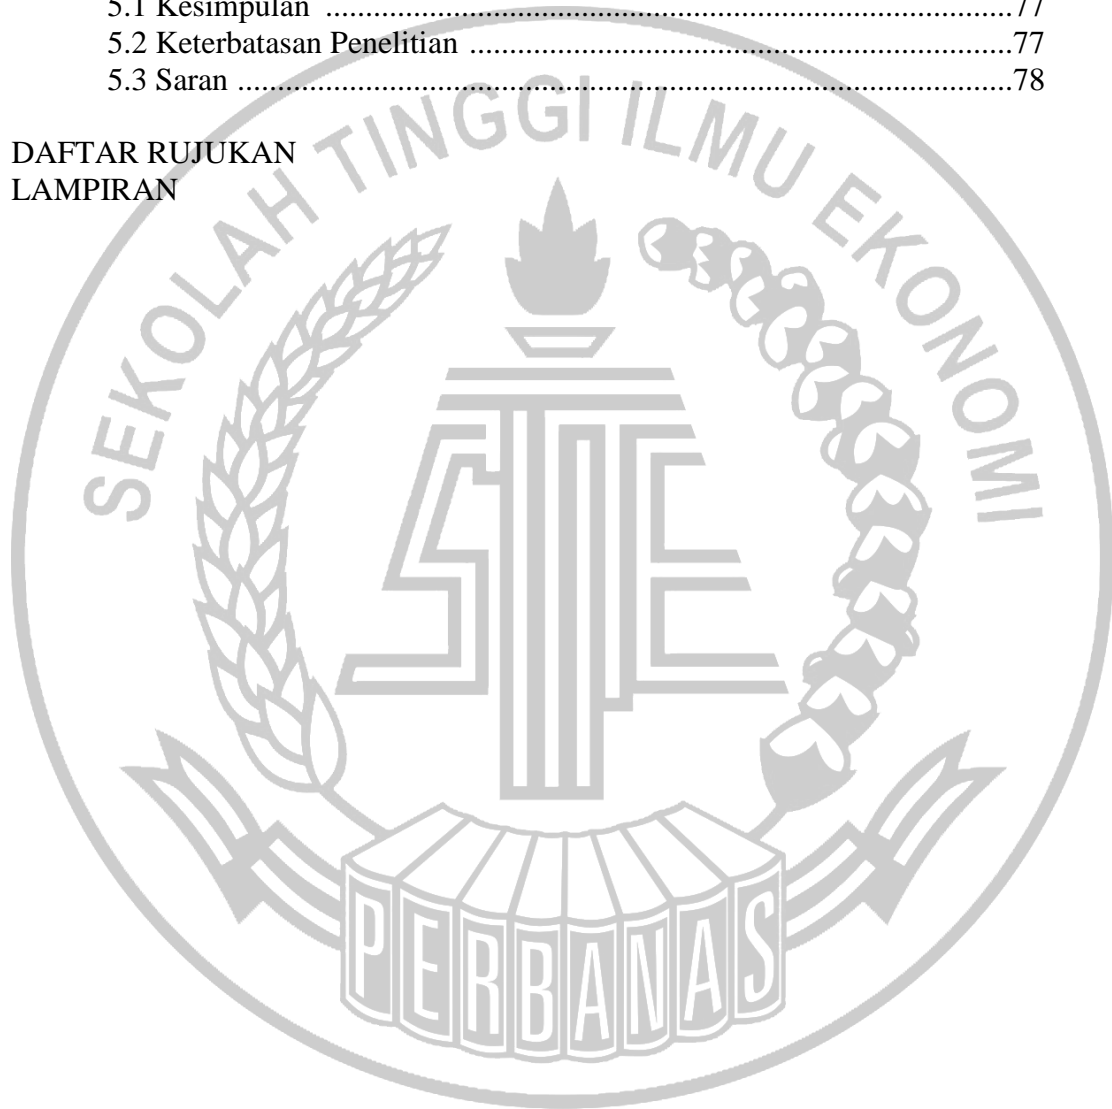 5.1 Kesimpulan ....................................................................................77
5.2 Keterbatasan Penelitian ..................................................................77
5.3 Saran ..............................................................................................78
DAFTAR RUJUKAN
LAMPIRAN
SEKOLAH TINGGI ILMU EKONOMI
STIE
PERBANAS